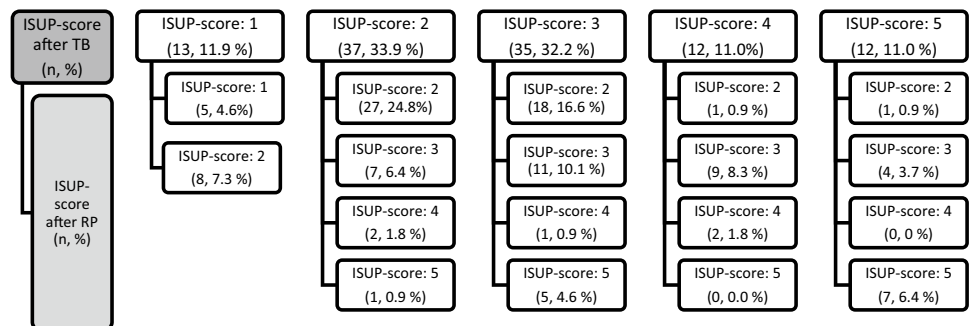 ISUP-score
after TB
(n, %)
ISUP-
score
after RP
(n, %)
ISUP-score: 1
(13, 11.9 %)
ISUP-score: 1
(5, 4.6%)
ISUP-score: 2
(8, 7.3 %)
ISUP-score: 2
(37, 33.9 %)
ISUP-score: 2
(27, 24.8%)
ISUP-score: 3
(7, 6.4 %)
ISUP-score: 4
(2, 1.8 %)
ISUP-score: 5
(1, 0.9 %)
ISUP-score: 3
(35, 32.2 %)
ISUP-score: 2
(18, 16.6 %)
ISUP-score: 3
(11, 10.1 %)
ISUP-score: 4
(1, 0.9 %)
ISUP-score: 5
(5, 4.6 %)
ISUP-score: 4
(12, 11.0%)
ISUP-score: 2
(1, 0.9 %)
ISUP-score: 3
(9, 8.3 %)
ISUP-score: 4
(2, 1.8 %)
ISUP-score: 5
(0, 0.0 %)
ISUP-score: 5
(12, 11.0 %)
ISUP-score: 2
(1, 0.9 %)
ISUP-score: 3
(4, 3.7 %)
ISUP-score: 4
(0, 0 %)
ISUP-score: 5
(7, 6.4 %)